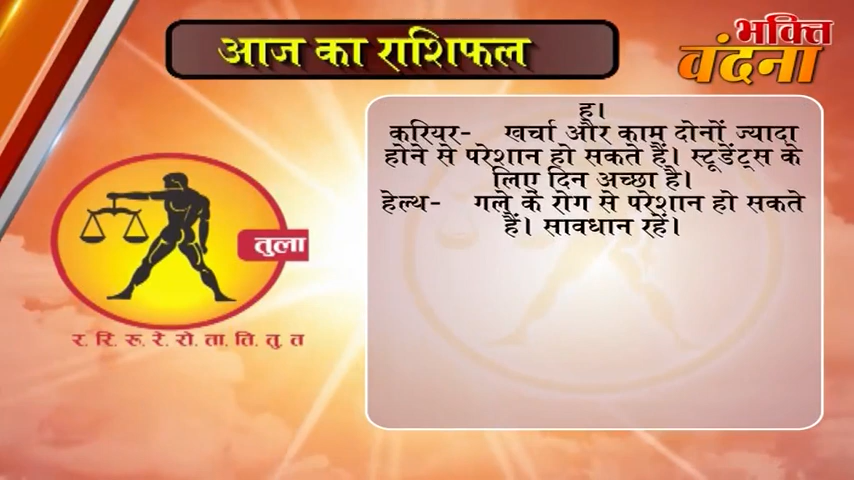 आज का राशिफल
भक्ति
वंदना
ह।
करियर- खर्चा और काम दोनों ज्यादा
होने से परेशान हो सकते हैं। स्टूडेंट्स के
लिए दिन अच्छा है।
हेल्थ- गले के रोग से परेशान हो सकते
हैं। सावधान रहें।
तुला
र. रि. रू. रे. रो. ता. ति. तु. त